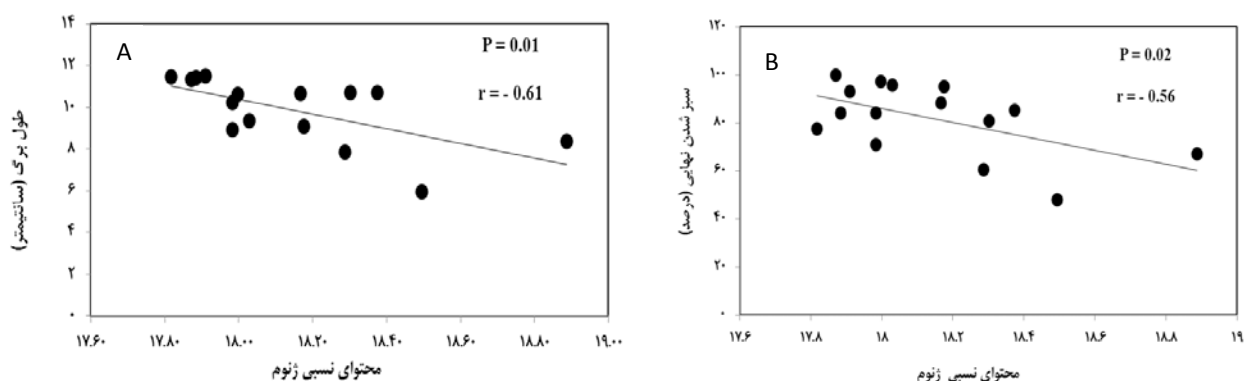 A
P = 0.01
r = - 0.61
طول برگ (سانتیمتر)
۱۴
۱۲
۱۰
۸
۶
۴
۲
۰
۱۷.۶۰ ۱۷.۸۰ ۱۸.۰۰ ۱۸.۲۰ ۱۸.۴۰ ۱۸.۶۰ ۱۸.۸۰ ۱۹.۰۰
محتوای نسبی ژنوم
B
P = 0.02
r = - 0.56
سبز شدن نهایی (درصد)
۱۲۰
۱۰۰
۸۰
۶۰
۴۰
۲۰
۰
۱۷.۶ ۱۷.۸ ۱۸ ۱۸.۲ ۱۸.۴ ۱۸.۶ ۱۸.۸ ۱۹
محتوای نسبی ژنوم